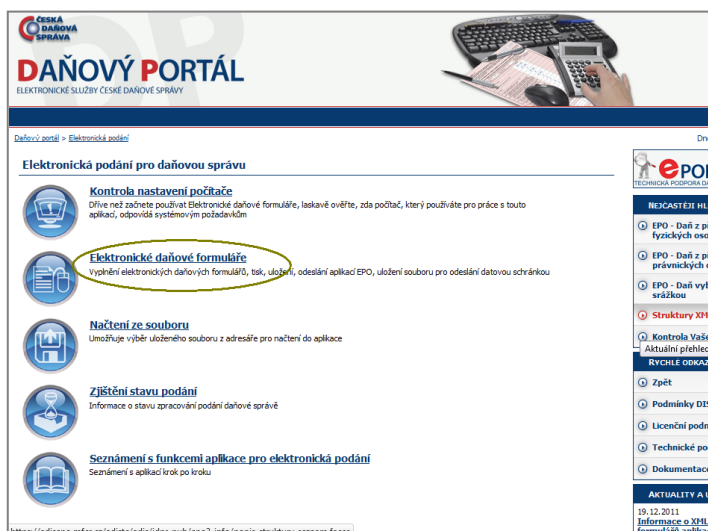 ČESKÁ
DAŇOVÁ
SPRÁVA
DAŇOVÝ PORTÁL
ELEKTRONICKÉ SLUŽBY ČESKÉ DAŇOVÉ SPRÁVY
Daňový portál > Elektronická podání
Elektronická podání pro daňovou správu
Kontrola nastavení počítače
Dříve než začnete používat Elektronické daňové formuláře, laskavě ověřte, zda počítač, který používáte pro práce s touto
aplikací, odpovídá systémovým požadavkům
Elektronické daňové formuláře
Vyplnění elektronických daňových formulářů, tisk, uložení, odeslání aplikací EPO, uložení souboru pro odeslání datovou schránkou
Načtení ze souboru
Umožňuje výběr uloženého souboru z adresáře pro načtení do aplikace
Zjištění stavu podání
Informace o stavu zpracování podání daňové správě
Seznámení s funkcemi aplikace pro elektronická podání
Seznámení s aplikací krok po kroku
ePO
TECHNICKÁ PODPORA
NEJČASTĚJI
EPO - Daň z
fyzických
EPO - Daň z
právnických
EPO - Daň
srážkou
Struktury XM
Kontrola Vaše
Aktuální přehled
RYCHLÉ ODKAZ
Zpět
Podmínky DIS
Licenční
Technické
Dokumentace
AKTUALITY A
19.12.2011
Informace o XML